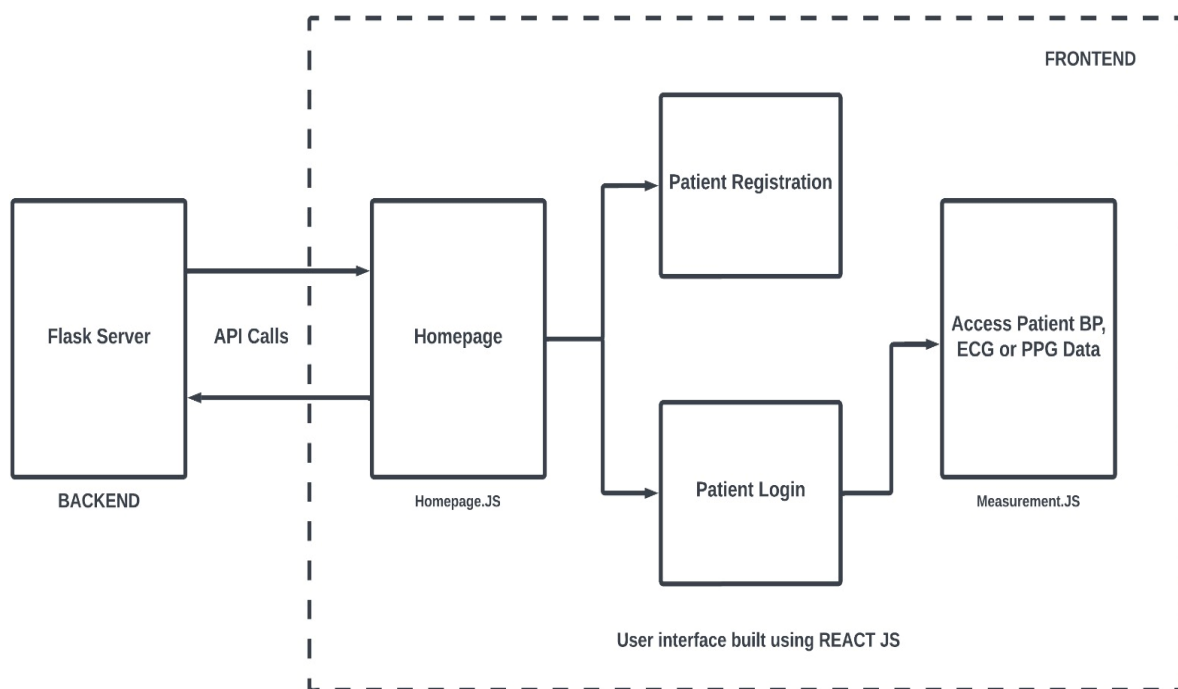 FRONTEND
Patient Registration
Flask Server
API Calls
Homepage
Access Patient BP,
ECG or PPG Data
Patient Login
BACKEND
Homepage.JS
Measurement.JS
User interface built using REACT JS